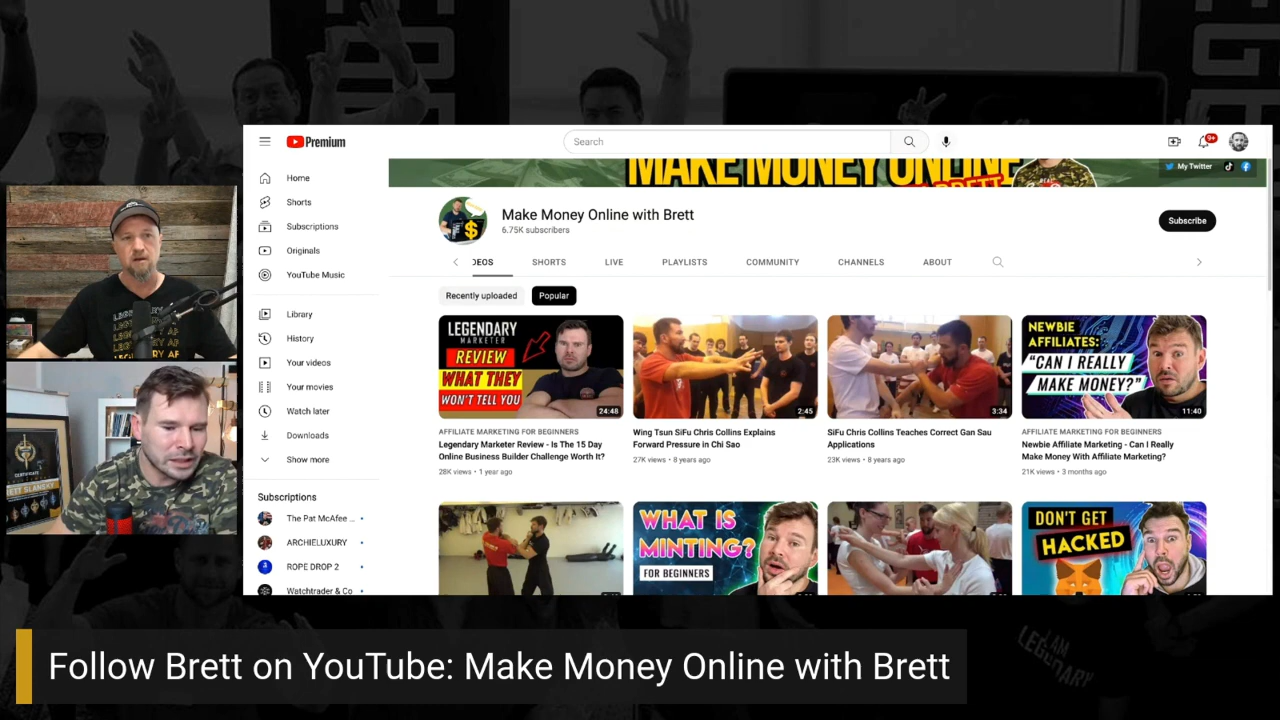 Premium
Search
9+
MAKE MONEY ONLINE
My Twitter
Home
Shorts
Subscriptions
Originals
YouTube Music
Library
History
Your videos
Your movies
Watch later
Downloads
Show more
Subscriptions
The Pat McAfee ...
ARCHIELUXURY
ROPE DROP 2
Watchtrader & Co
Make Money Online with Brett
6.75K subscribers
Subscribe
DEOS SHORTS LIVE PLAYLISTS COMMUNITY CHANNELS ABOUT
Recently uploaded Popular
LEGENDARY
MARKETER
REVIEW
WHAT THEY
WON'T TELL YOU
24:48
AFFILIATE MARKETING FOR BEGINNERS
Legendary Marketer Review - Is The 15 Day
Online Business Builder Challenge Worth It?
28K views • 1 year ago
2:45
Wing Tsun SiFu Chris Collins Explains
Forward Pressure in Chi Sao
27K views • 8 years ago
3:34
SiFu Chris Collins Teaches Correct Gan Sau
Applications
23K views • 8 years ago
NEWBIE
AFFILIATES:
"CAN I REALLY
MAKE MONEY?"
11:40
AFFILIATE MARKETING FOR BEGINNERS
Newbie Affiliate Marketing - Can I Really
Make Money With Affiliate Marketing?
21K views • 3 months ago
WHAT IS
MINTING?
FOR BEGINNERS
DON'T GET
HACKED
I AM
LEGENDARY
Follow Brett on YouTube: Make Money Online with Brett